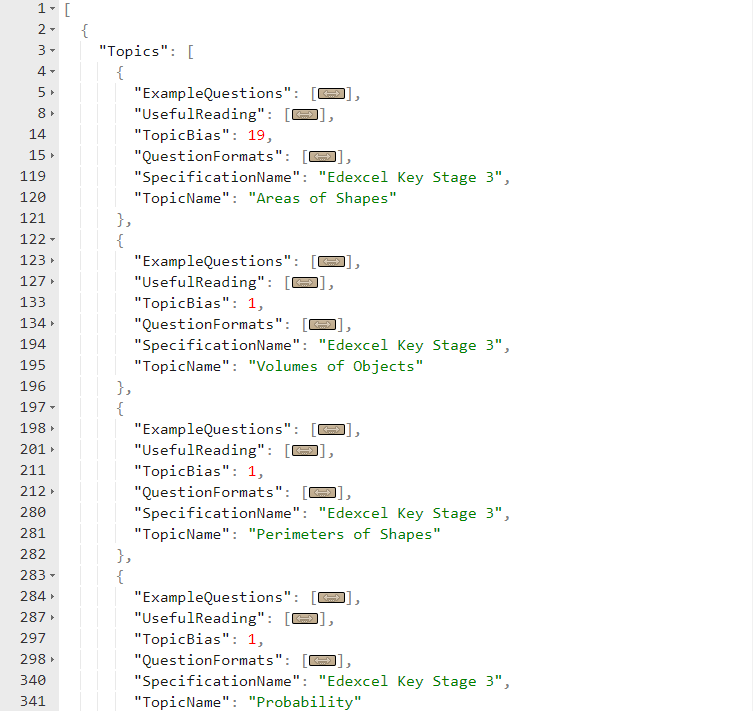 1 [
2 {
3 "Topics": [
4 {
5 "ExampleQuestions": [],
8 "UsefulReading": [],
14 "TopicBias": 19,
15 "QuestionFormats": [],
119 "SpecificationName": "Edexcel Key Stage 3",
120 "TopicName": "Areas of Shapes"
121 },
122 {
123 "ExampleQuestions": [],
127 "UsefulReading": [],
133 "TopicBias": 1,
134 "QuestionFormats": [],
194 "SpecificationName": "Edexcel Key Stage 3",
195 "TopicName": "Volumes of Objects"
196 },
197 {
198 "ExampleQuestions": [],
201 "UsefulReading": [],
211 "TopicBias": 1,
212 "QuestionFormats": [],
280 "SpecificationName": "Edexcel Key Stage 3",
281 "TopicName": "Perimeters of Shapes"
282 },
283 {
284 "ExampleQuestions": [],
287 "UsefulReading": [],
297 "TopicBias": 1,
298 "QuestionFormats": [],
340 "SpecificationName": "Edexcel Key Stage 3",
341 "TopicName": "Probability"